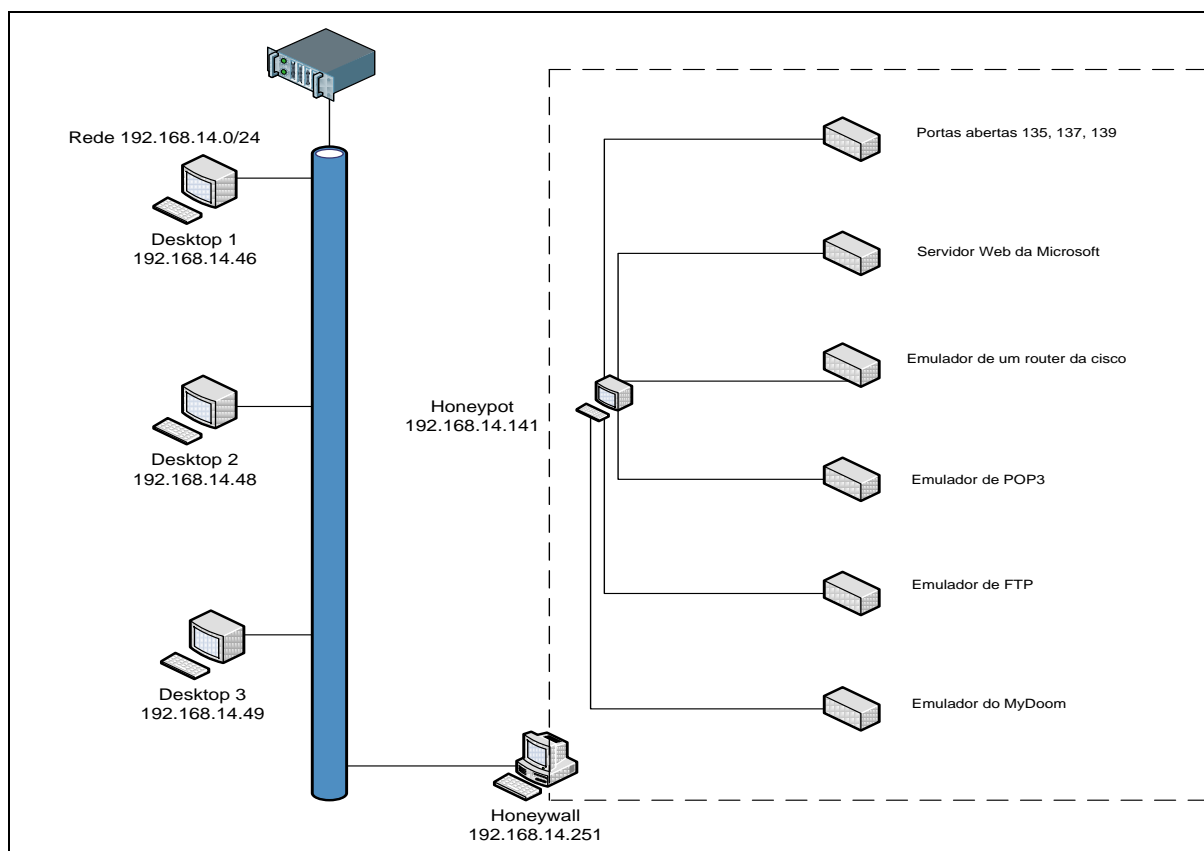 Rede 192.168.14.0/24
Desktop 1
192.168.14.46
Desktop 2
192.168.14.48
Desktop 3
192.168.14.49
Honeypot
192.168.14.141
Honeywall
192.168.14.251
Portas abertas 135, 137, 139
Servidor Web da Microsoft
Emulador de um router da cisco
Emulador de POP3
Emulador de FTP
Emulador do MyDoom